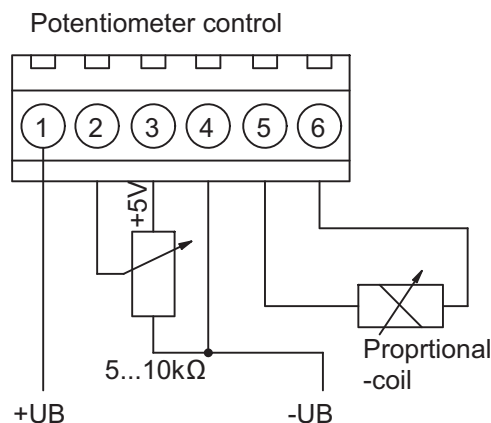 Potentiometer control
1 2 3 4 5 6
+5V
5...10kΩ
Proprtional
-coil
+UB
-UB